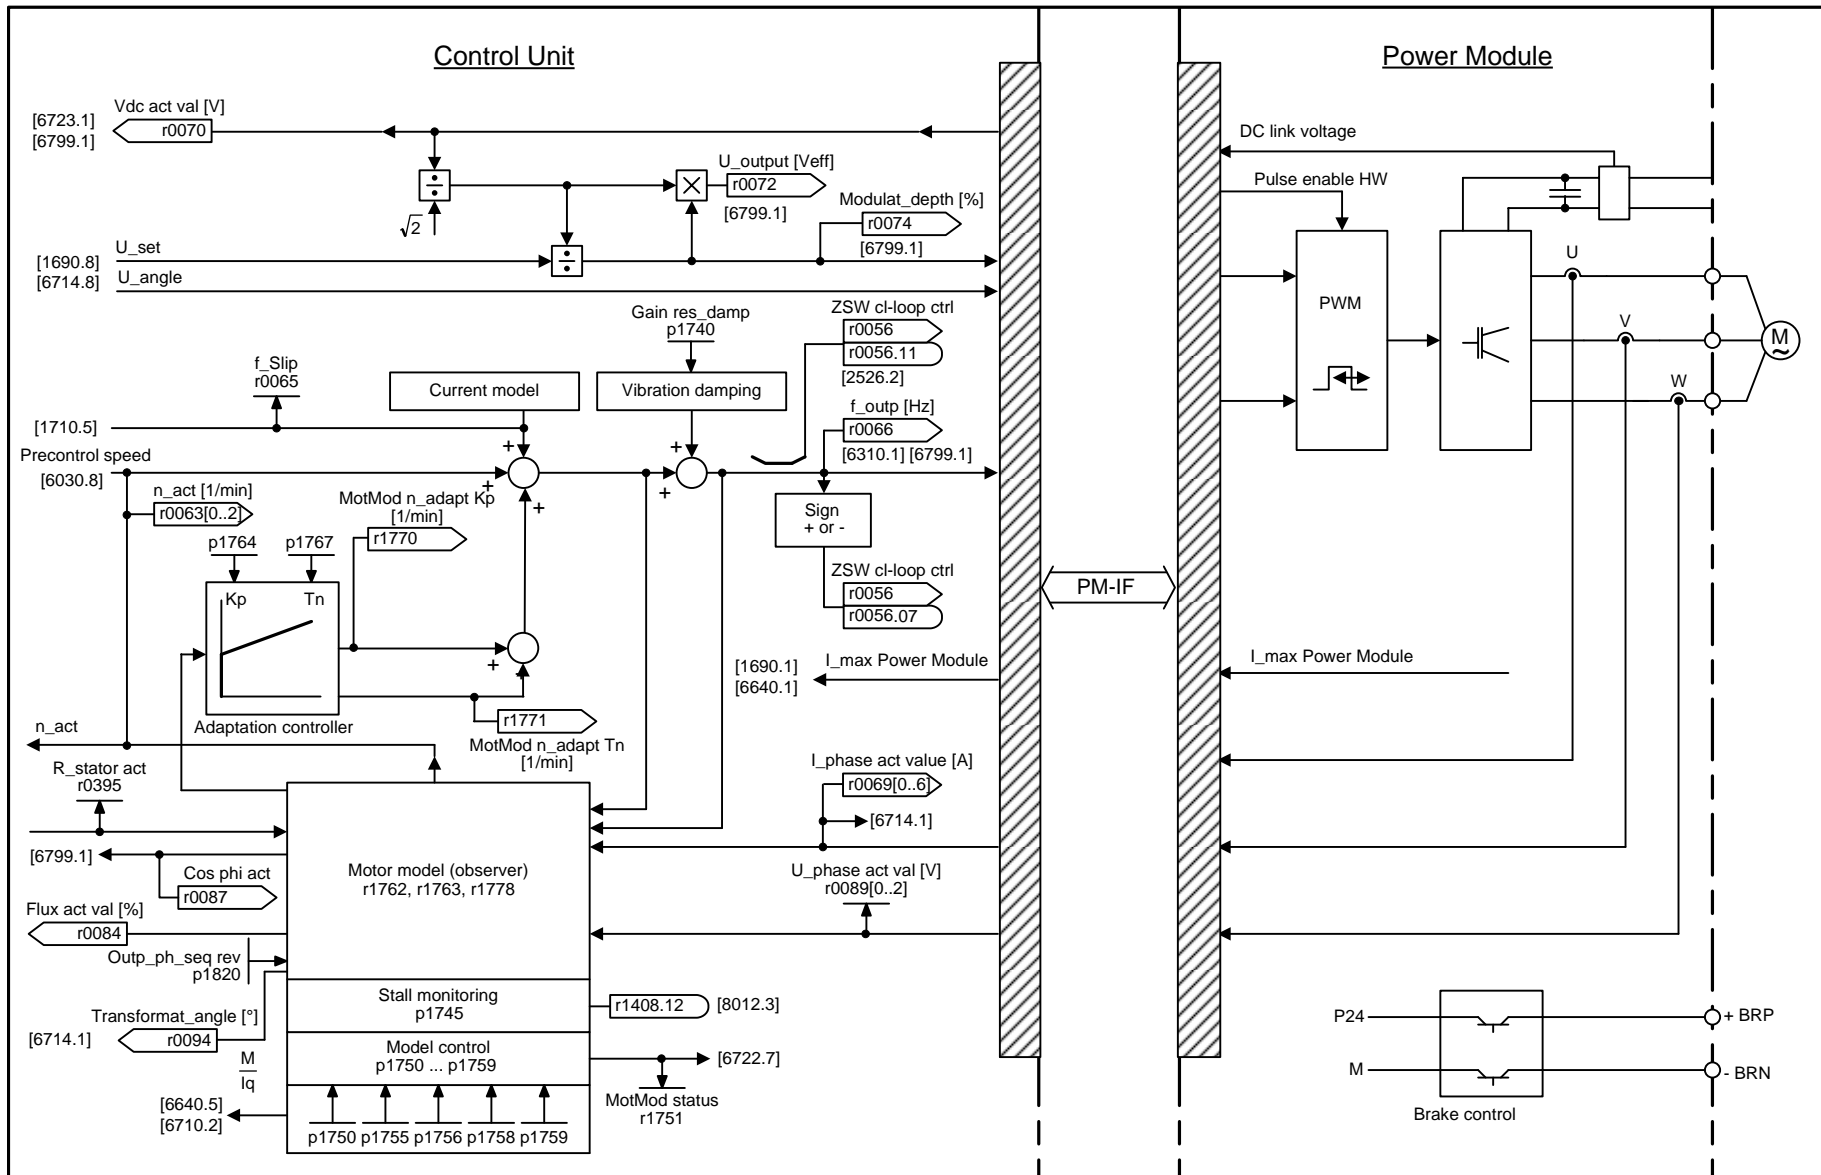 Control Unit
Power Module
Vdc act val [V]
[6723.1]
[6799.1]
r0070
÷
√2
U_output [Veff]
×
r0072
[6799.1]
Modulat_depth [%]
r0074
[6799.1]
U_set
[1690.8]
[6714.8]
U_angle
÷
Gain res_damp
p1740
ZSW cl-loop ctrl
r0056
r0056.11
[2526.2]
f_Slip
r0065
Current model
Vibration damping
f_outp [Hz]
r0066
[6310.1] [6799.1]
[1710.5]
+
+
Precontrol speed
[6030.8]
+
+
+
n_act [1/min]
r0063[0..2]
MotMod n_adapt Kp
[1/min]
r1770
Sign
+ or -
p1764
p1767
Kp
Tn
ZSW cl-loop ctrl
r0056
r0056.07
+
+
[1690.1]
[6640.1]
I_max Power Module
Adaptation controller
r1771
MotMod n_adapt Tn
[1/min]
n_act
R_stator act
r0395
I_phase act value [A]
r0069[0..6]
[6714.1]
[6799.1]
Cos phi act
r0087
Motor model (observer)
r1762, r1763, r1778
U_phase act val [V]
r0089[0..2]
Flux act val [%]
r0084
Outp_ph_seq rev
p1820
Stall monitoring
p1745
r1408.12
[8012.3]
Transformat_angle [°]
[6714.1]
r0094
Model control
p1750 ... p1759
[6722.7]
M
Iq
MotMod status
r1751
[6640.5]
[6710.2]
p1750
p1755
p1756
p1758
p1759
PM-IF
DC link voltage
Pulse enable HW
PWM
U
V
W
M
~
I_max Power Module
P24
+ BRP
M
- BRN
Brake control